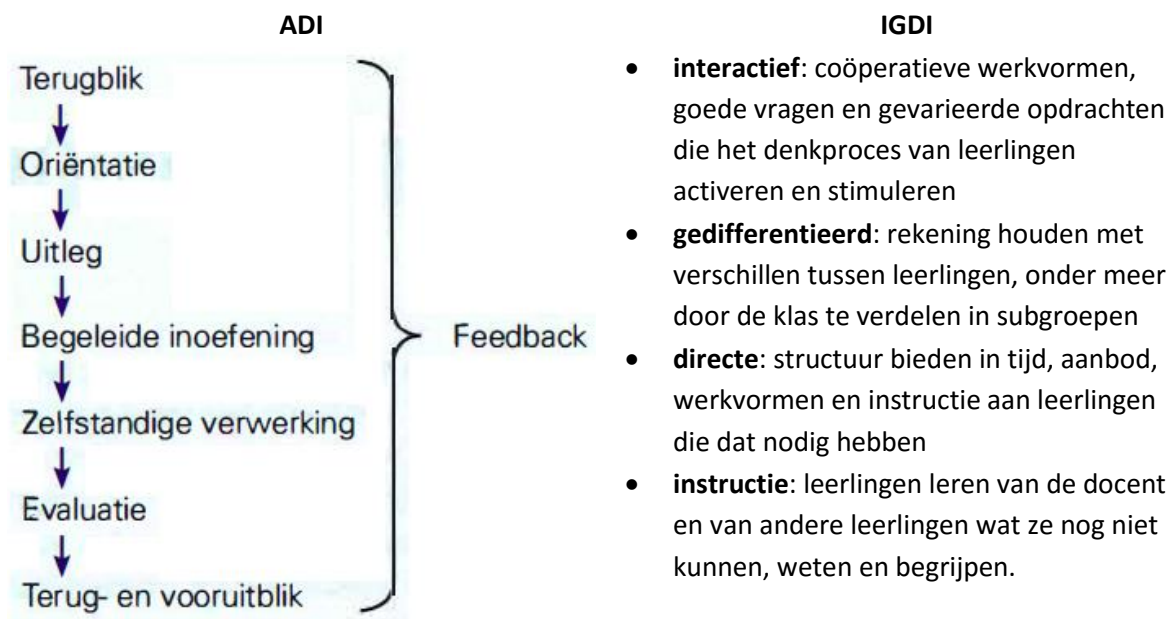 ADI
Terugblik
Oriëntatie
Uitleg
Begeleide inoefening
Zelfstandige verwerking
Evaluatie
Terug- en vooruitblik
Feedback
IGDI
• interactief: coöperatieve werkvormen,
goede vragen en gevarieerde opdrachten
die het denkproces van leerlingen
activeren en stimuleren
• gedifferentieerd: rekening houden met
verschillen tussen leerlingen, onder meer
door de klas te verdelen in subgroepen
• directe: structuur bieden in tijd, aanbod,
werkvormen en instructie aan leerlingen
die dat nodig hebben
• instructie: leerlingen leren van de docent
en van andere leerlingen wat ze nog niet
kunnen, weten en begrijpen.